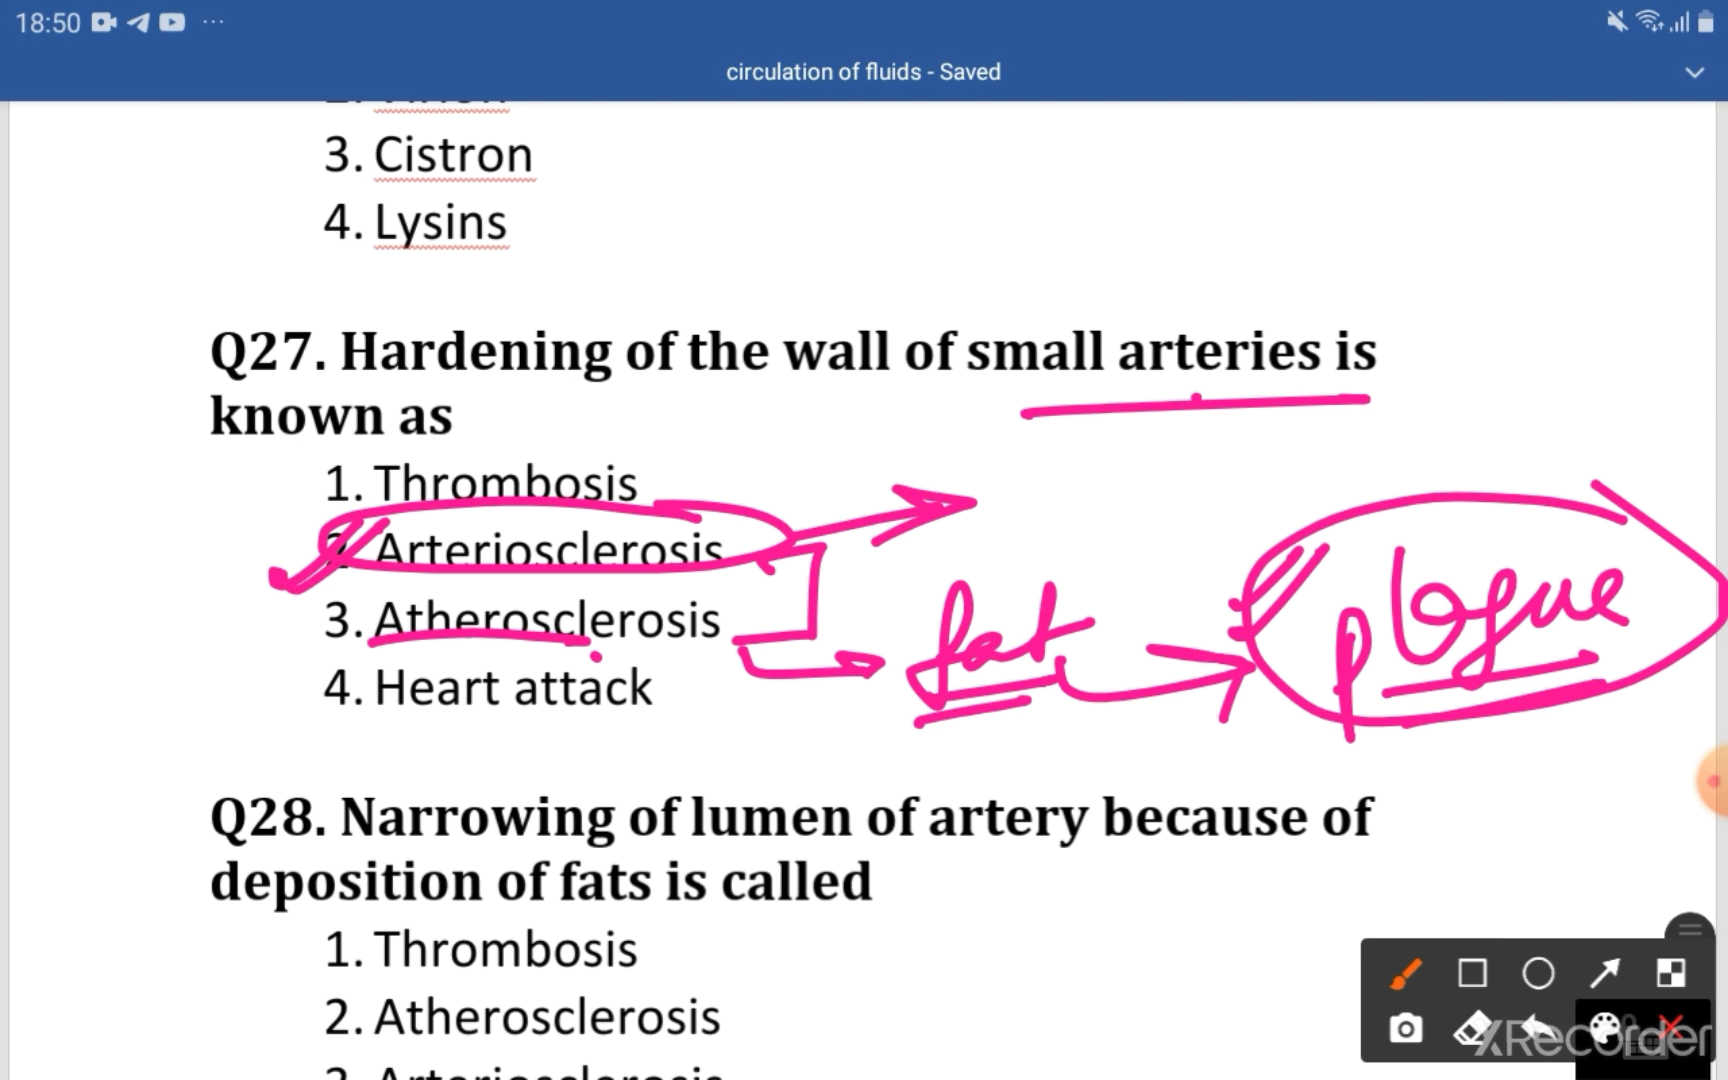 18:50 ...
circulation of fluids - Saved
3. Cistron
4. Lysins
Q27. Hardening of the wall of small arteries is
known as
1. Thrombosis
2. Arteriosclerosis
3. Atherosclerosis
4. Heart attack
fat
plague
Q28. Narrowing of lumen of artery because of
deposition of fats is called
1. Thrombosis
2. Atherosclerosis
3. Arteriosclerosis
XRecorder